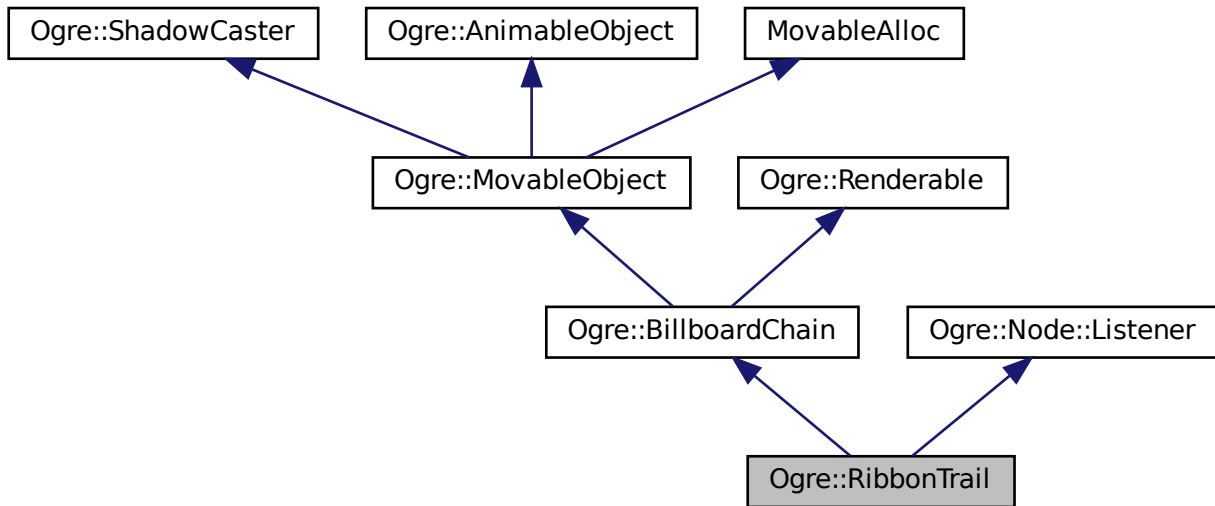 Ogre::ShadowCaster
Ogre::AnimableObject
MovableAlloc
Ogre::MovableObject
Ogre::Renderable
Ogre::BillboardChain
Ogre::Node::Listener
Ogre::RibbonTrail